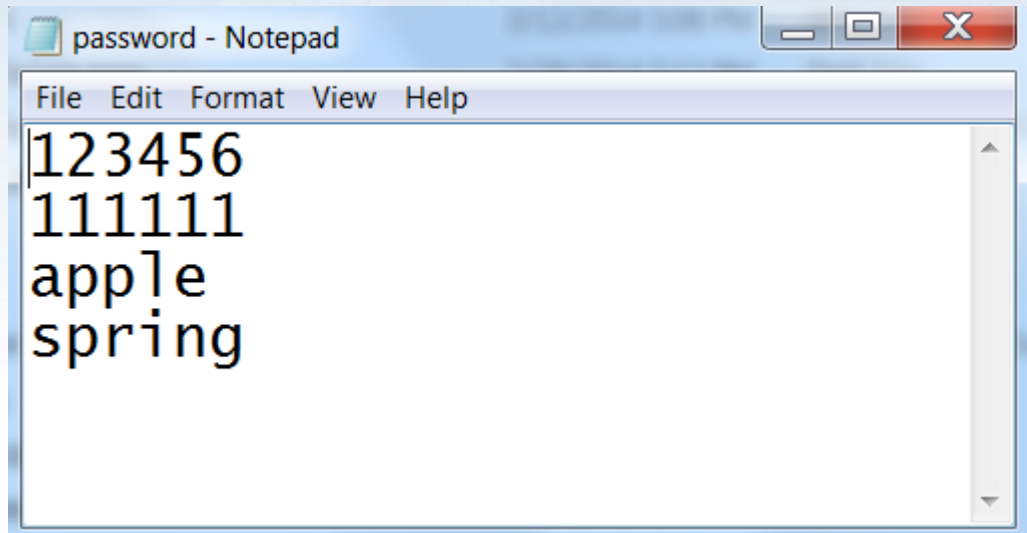 password - Notepad
File Edit Format View Help
123456
111111
apple
spring